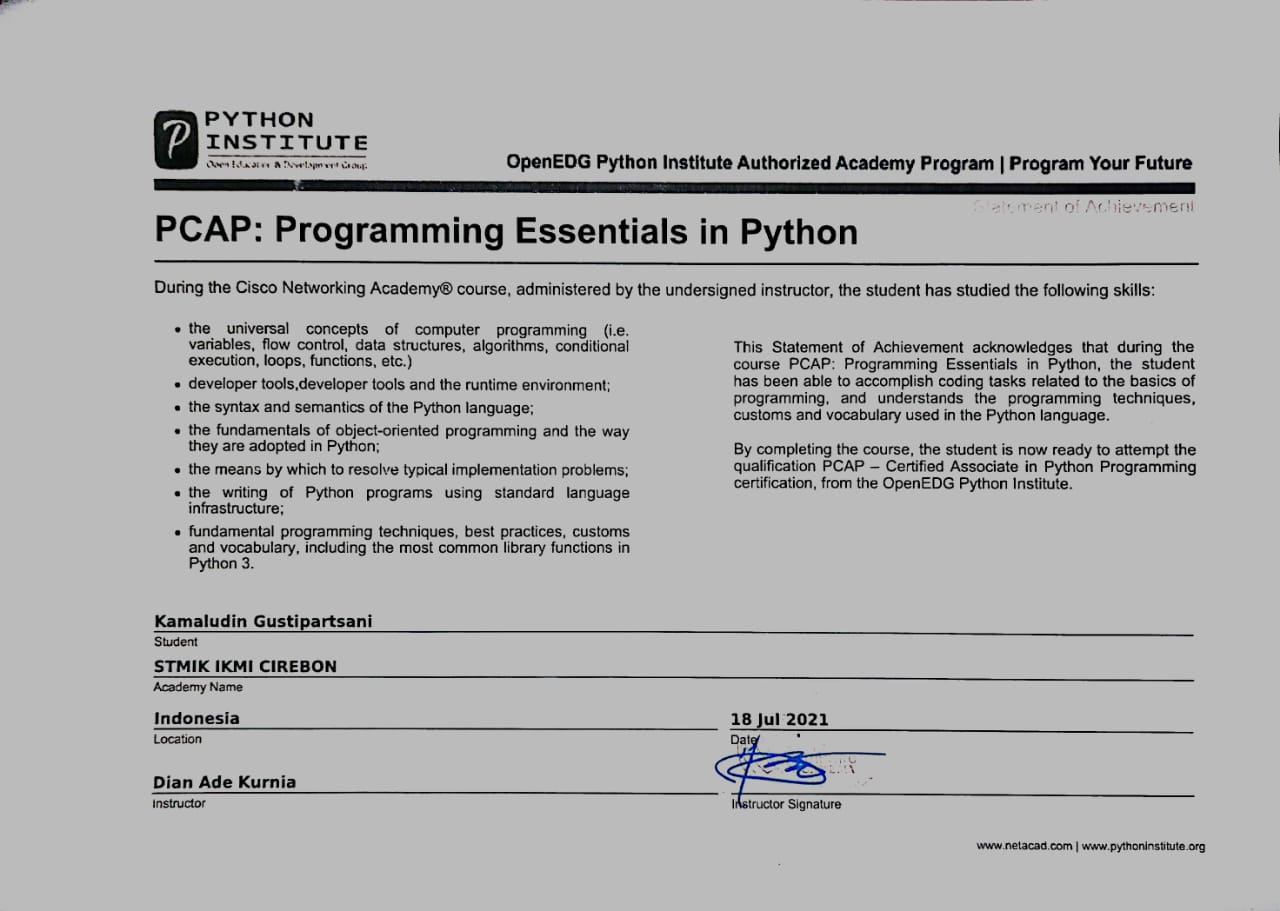 PYTHON
INSTITUTE
Open Education & Development Group
OpenEDG Python Institute Authorized Academy Program | Program Your Future
Statement of Achievement
PCAP: Programming Essentials in Python
During the Cisco Networking Academy® course, administered by the undersigned instructor, the student has studied the following skills:
• the universal concepts of computer programming (i.e.
variables, flow control, data structures, algorithms, conditional
execution, loops, functions, etc.)
• developer tools,developer tools and the runtime environment;
• the syntax and semantics of the Python language;
• the fundamentals of object-oriented programming and the way
they are adopted in Python;
• the means by which to resolve typical implementation problems;
• the writing of Python programs using standard language
infrastructure;
• fundamental programming techniques, best practices, customs
and vocabulary, including the most common library functions in
Python 3.
This Statement of Achievement acknowledges that during the
course PCAP: Programming Essentials in Python, the student
has been able to accomplish coding tasks related to the basics of
programming, and understands the programming techniques,
customs and vocabulary used in the Python language.
By completing the course, the student is now ready to attempt the
qualification PCAP – Certified Associate in Python Programming
certification, from the OpenEDG Python Institute.
Kamaludin Gustipartsani
Student
STMIK IKMI CIREBON
Academy Name
Indonesia
Location
18 Jul 2021
Date
Dian Ade Kurnia
Instructor
Instructor Signature
www.netacad.com | www.pythoninstitute.org